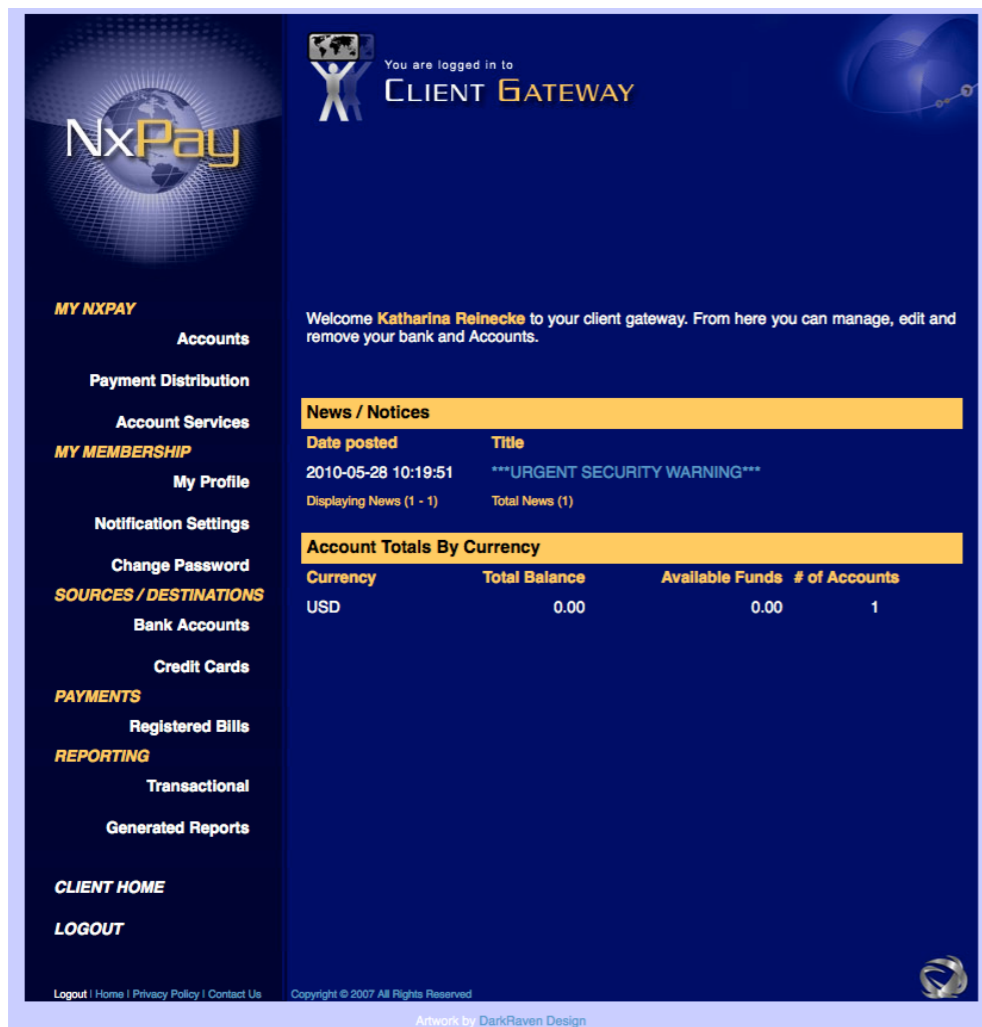 NxPay
You are logged in to
CLIENT GATEWAY
MY NXPAY
Accounts
Payment Distribution
Account Services
MY MEMBERSHIP
My Profile
Notification Settings
Change Password
SOURCES / DESTINATIONS
Bank Accounts
Credit Cards
PAYMENTS
Registered Bills
REPORTING
Transactional
Generated Reports
CLIENT HOME
LOGOUT
Welcome Katharina Reinecke to your client gateway. From here you can manage, edit and
remove your bank and Accounts.
News / Notices
Date posted Title
2010-05-28 10:19:51 ***URGENT SECURITY WARNING***
Displaying News (1 - 1) Total News (1)
Account Totals By Currency
Currency Total Balance Available Funds # of Accounts
USD 0.00 0.00 1
Logout | Home | Privacy Policy | Contact Us
Copyright © 2007 All Rights Reserved
Artwork by DarkRaven Design